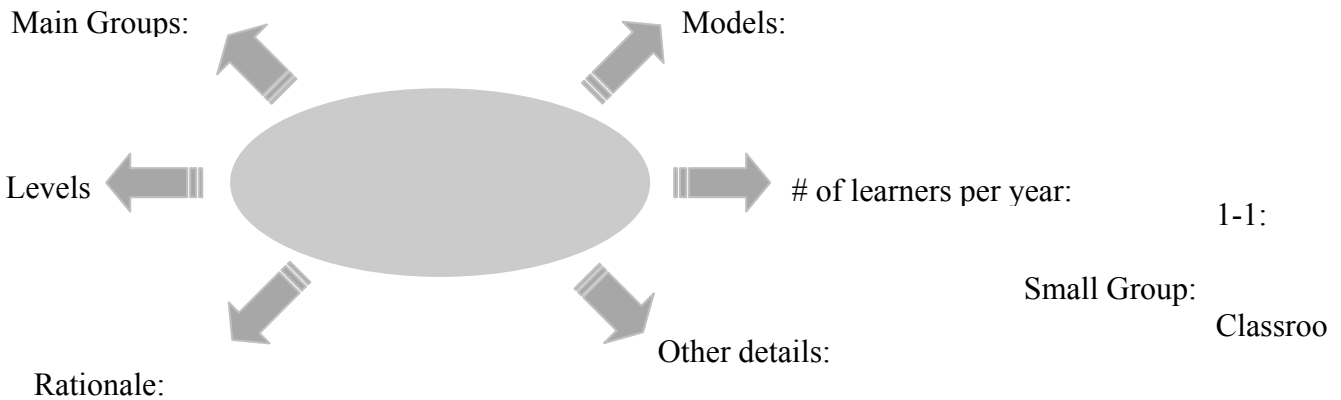 Main Groups:
Models:
Levels
# of learners per year:
1-1:
Small Group:
Classroo
Other details:
Rationale: